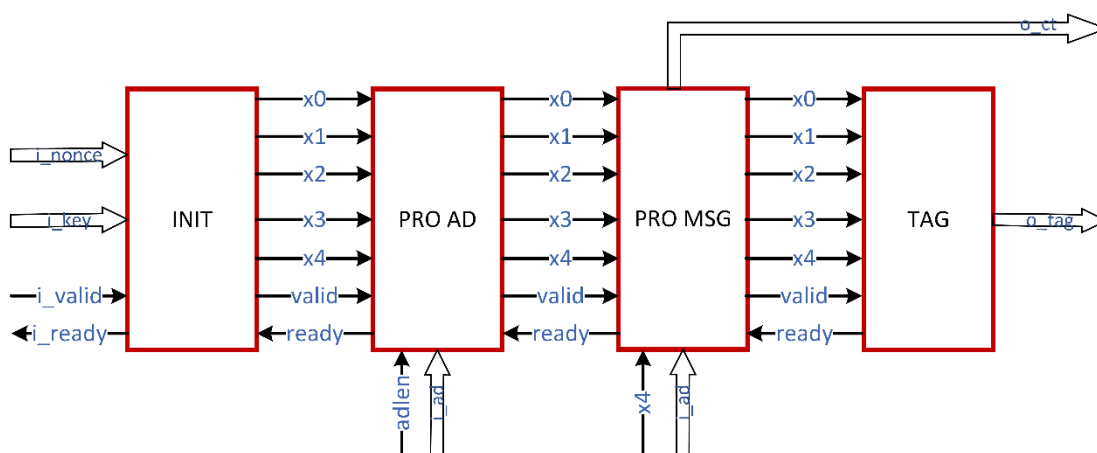 o_ct
x0 x0 x0
x1 x1 x1
i_nonce
x2 x2 x2
i_key INIT x3 PRO AD x3 PRO MSG x3 TAG o_tag
x4 x4 x4
i_valid valid valid valid
i_ready ready ready ready
adlen i_ad x4 i_ad